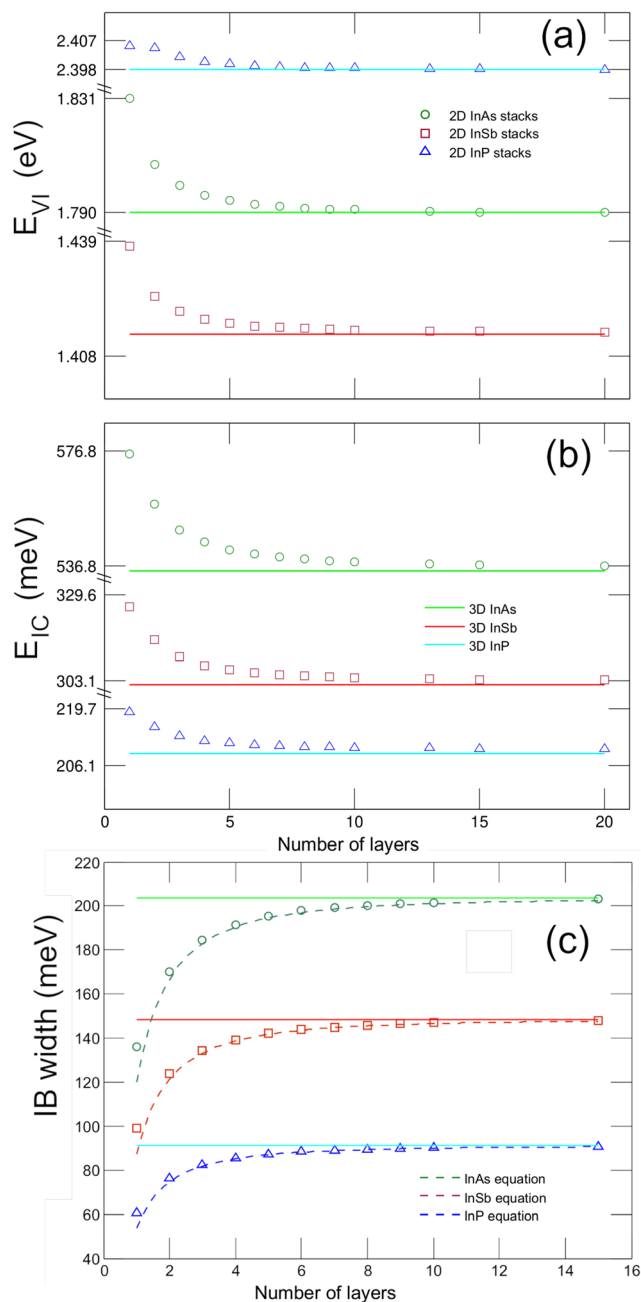 (a)
2.407
2.398
1.831
1.790
1.439
1.408
E_VI (eV)
2D InAs stacks
2D InSb stacks
2D InP stacks
(b)
576.8
536.8
329.6
303.1
219.7
206.1
E_IC (meV)
3D InAs
3D InSb
3D InP
0 5 10 15 20
Number of layers
(c)
220
200
180
160
140
120
100
80
60
40
IB width (meV)
InAs equation
InSb equation
InP equation
0 2 4 6 8 10 12 14 16
Number of layers